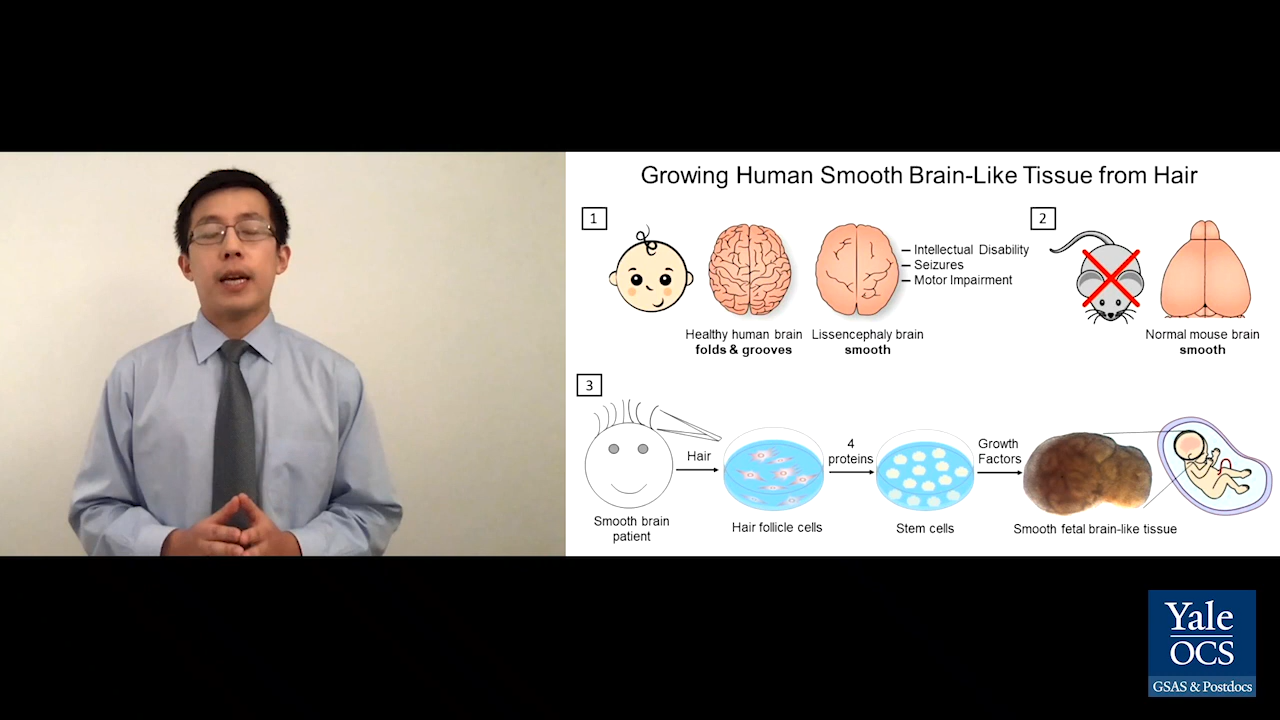 Growing Human Smooth Brain-Like Tissue from Hair
1
Intellectual Disability
Seizures
Motor Impairment
Healthy human brain
folds & grooves
Lissencephaly brain
smooth
2
Normal mouse brain
smooth
3
Smooth brain
patient
Hair
Hair follicle cells
4
proteins
Stem cells
Growth
Factors
Smooth fetal brain-like tissue
Yale
OCS
GSAS & Postdocs